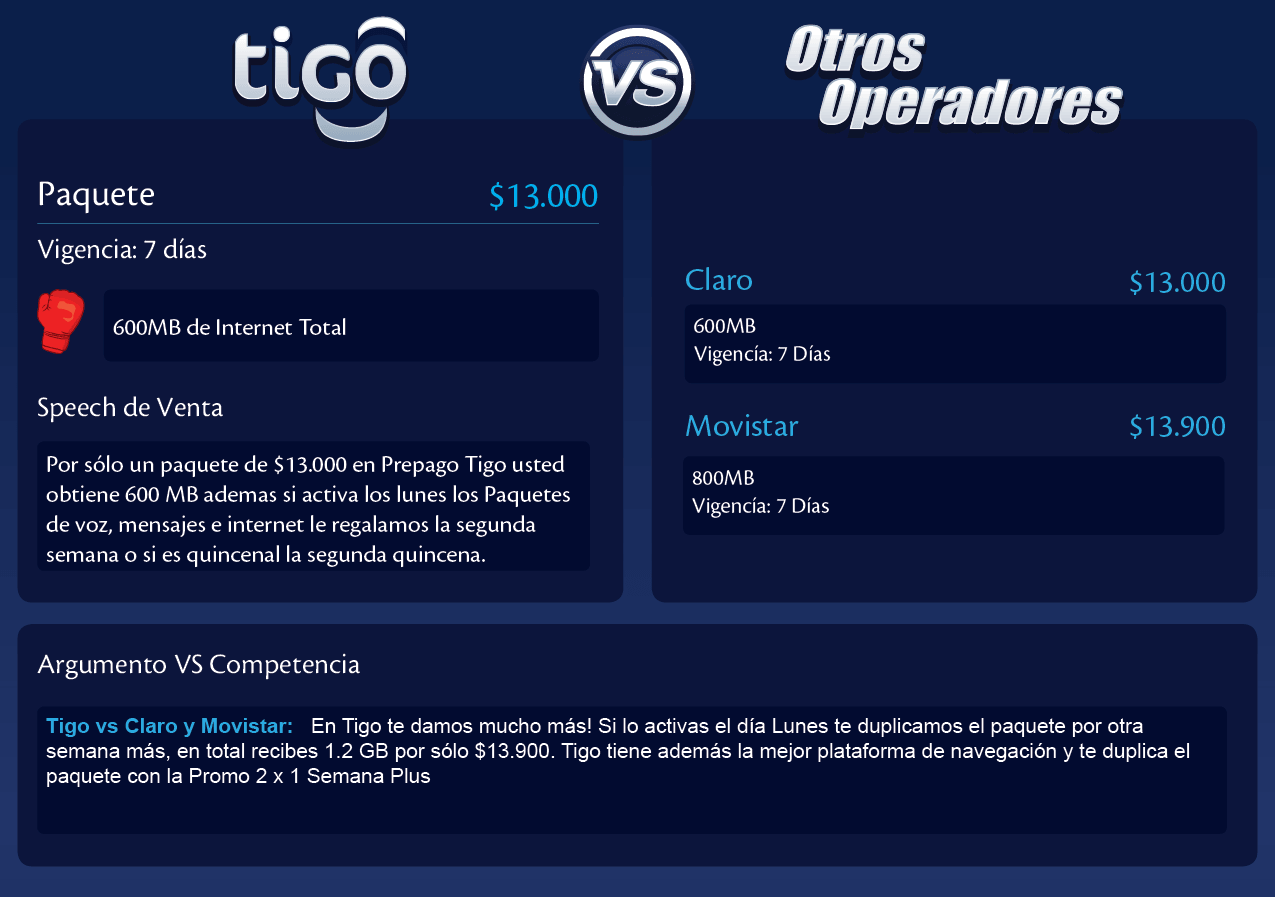 tigo
VS
Otros
Operadores
Paquete
$13.000
Vigencia: 7 días
600MB de Internet Total
Speech de Venta
Por sólo un paquete de $13.000 en Prepago Tigo usted
obtiene 600 MB ademas si activa los lunes los Paquetes
de voz, mensajes e internet le regalamos la segunda
semana o si es quincenal la segunda quincena.
Claro
$13.000
600MB
Vigencía: 7 Días
Movistar
$13.900
800MB
Vigencía: 7 Días
Argumento VS Competencia
Tigo vs Claro y Movistar: En Tigo te damos mucho más! Si lo activas el día Lunes te duplicamos el paquete por otra
semana más, en total recibes 1.2 GB por sólo $13.900. Tigo tiene además la mejor plataforma de navegación y te duplica el
paquete con la Promo 2 x 1 Semana Plus